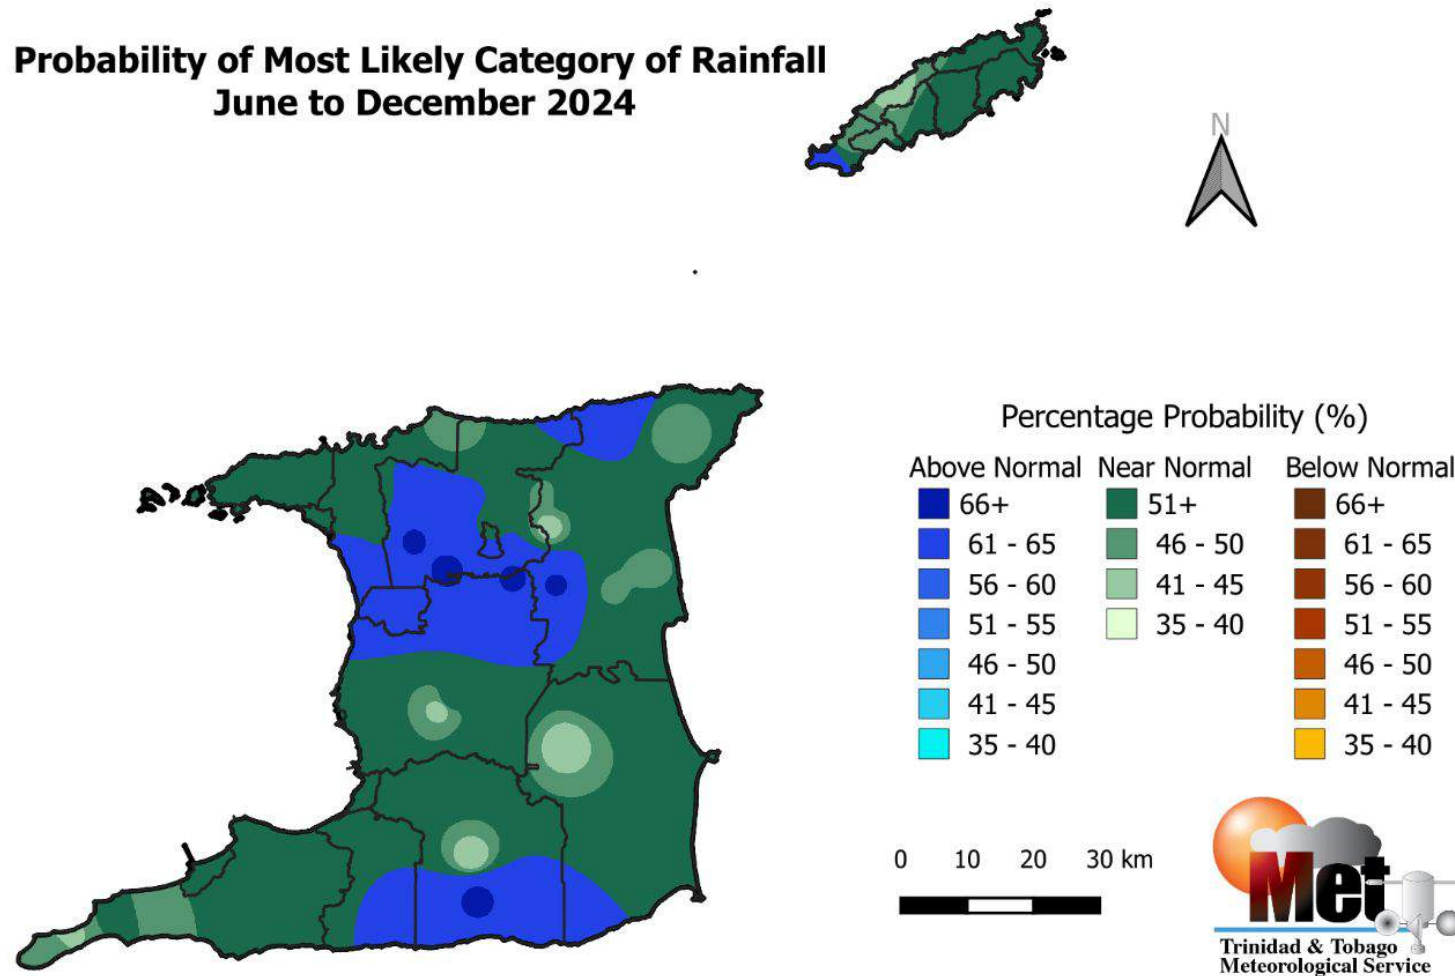 Probability of Most Likely Category of Rainfall
June to December 2024
N
Percentage Probability (%)
Above Normal Near Normal Below Normal
66+ 51+ 66+
61 - 65 46 - 50 61 - 65
56 - 60 41 - 45 56 - 60
51 - 55 35 - 40 51 - 55
46 - 50 46 - 50
41 - 45 41 - 45
35 - 40 35 - 40
0 10 20 30 km
Met
Trinidad & Tobago
Meteorological Service